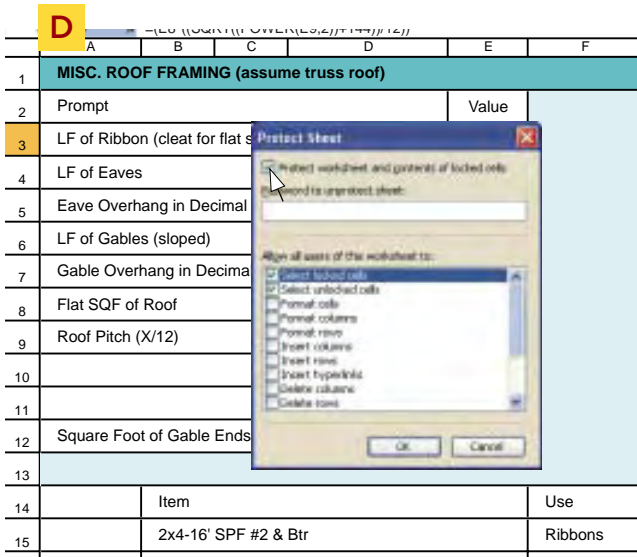 D
=(E8*((SQRT((POWER(E9,2))+144))/12))
A B C D E F
1 MISC. ROOF FRAMING (assume truss roof)
2 Prompt Value
3 LF of Ribbon (cleat for flat s
4 LF of Eaves
5 Eave Overhang in Decimal
6 LF of Gables (sloped)
7 Gable Overhang in Decima
8 Flat SQF of Roof
9 Roof Pitch (X/12)
10
11
12 Square Foot of Gable Ends
13
14 Item Use
15 2x4-16' SPF #2 & Btr Ribbons
Protect Sheet
Protect worksheet and contents of locked cells
Password to unprotect sheet:
Allow all users of this worksheet to:
Select locked cells
Select unlocked cells
Format cells
Format columns
Format rows
Insert columns
Insert rows
Insert hyperlinks
Delete columns
Delete rows
OK Cancel